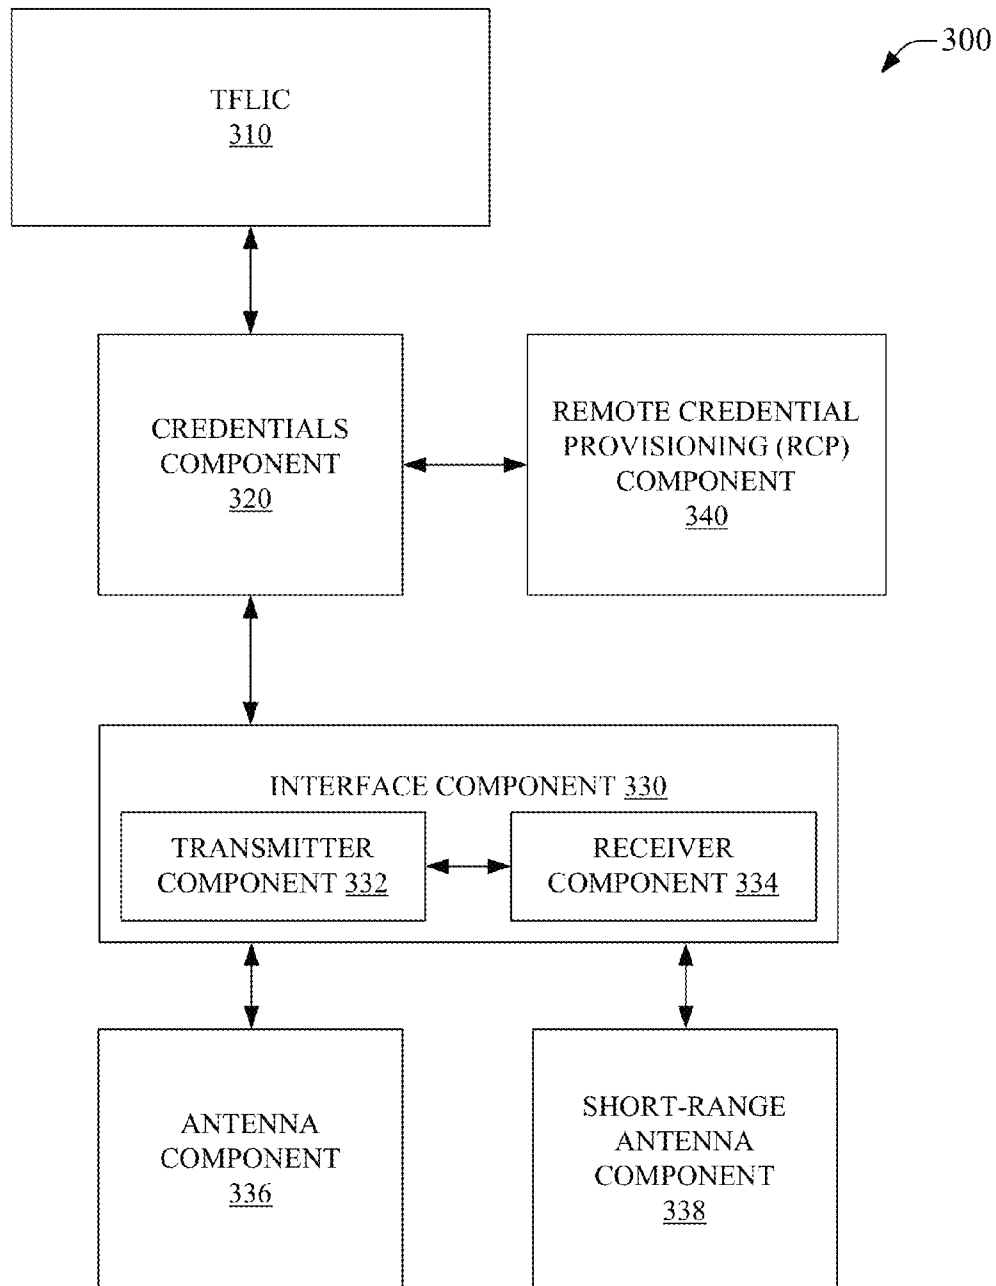 300
TFLIC
310
CREDENTIALS
COMPONENT
320
REMOTE CREDENTIAL
PROVISIONING (RCP)
COMPONENT
340
INTERFACE COMPONENT 330
TRANSMITTER
COMPONENT 332
RECEIVER
COMPONENT 334
ANTENNA
COMPONENT
336
SHORT-RANGE
ANTENNA
COMPONENT
338